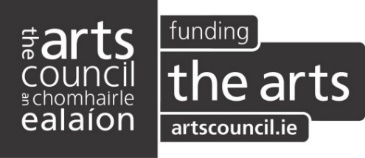 the arts
council
an chomhairle
ealaíon
funding
the arts
artscouncil.ie